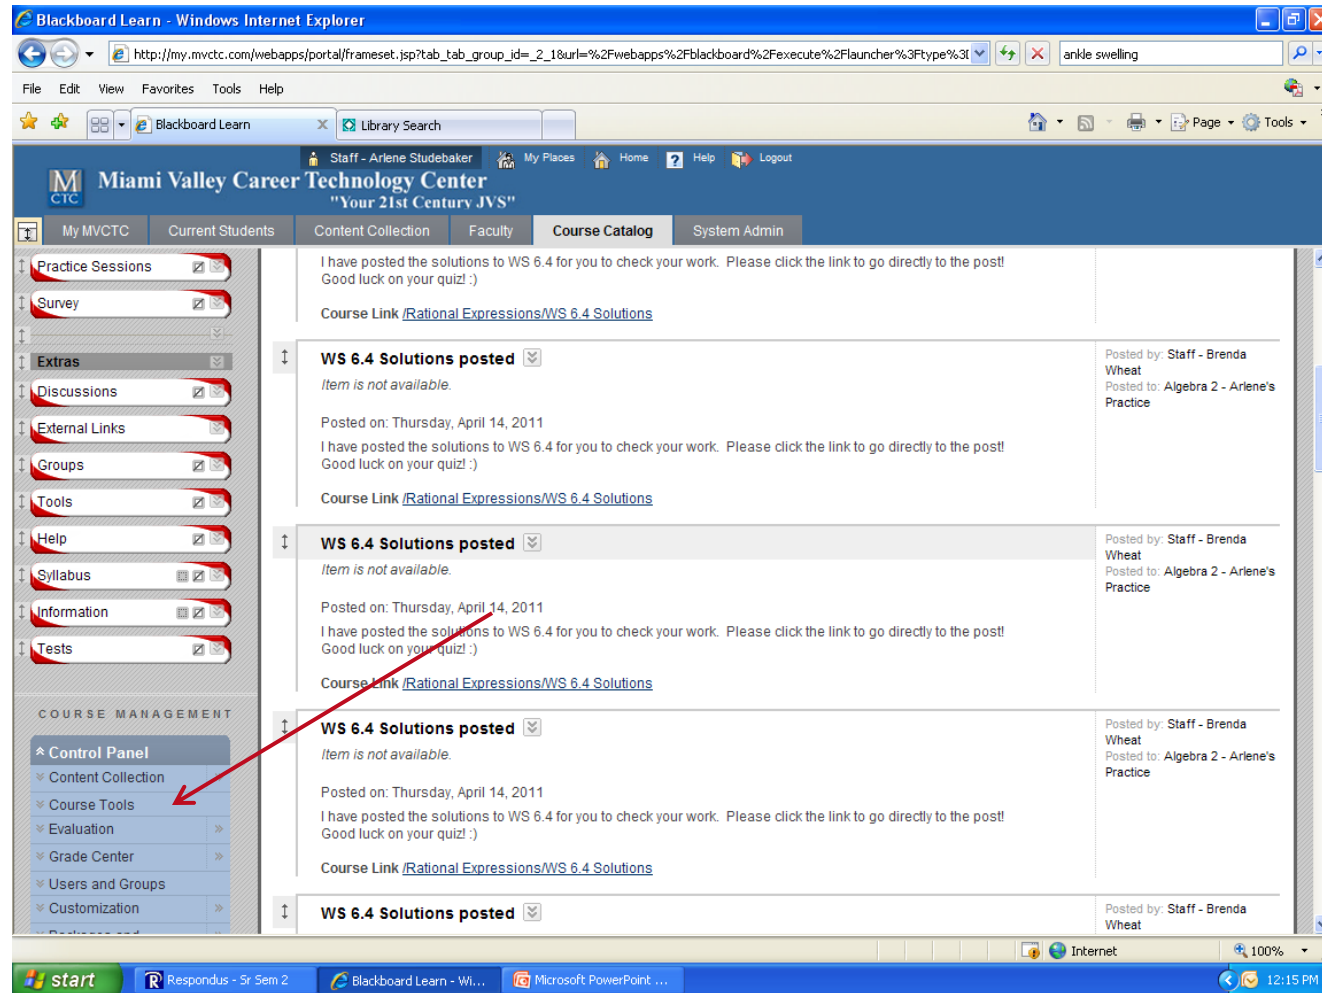 Blackboard Learn - Windows Internet Explorer
http://my.mvctc.com/webapps/portal/frameset.jsp?tab_tab_group_id=_2_1&url=%2Fwebapps%2Fblackboard%2Fexecute%2Flauncher%3Ftype%3D
ankle swelling
File Edit View Favorites Tools Help
Blackboard Learn
Library Search
Page Tools
Staff - Arlene Studebaker My Places Home Help Logout
M CTC
Miami Valley Career Technology Center
"Your 21st Century JVS"
My MVCTC Current Students Content Collection Faculty Course Catalog System Admin
Practice Sessions
Survey
Extras
Discussions
External Links
Groups
Tools
Help
Syllabus
Information
Tests
COURSE MANAGEMENT
Control Panel
Content Collection
Course Tools
Evaluation
Grade Center
Users and Groups
Customization
I have posted the solutions to WS 6.4 for you to check your work. Please click the link to go directly to the post!
Good luck on your quiz! :)
Course Link /Rational Expressions/WS 6.4 Solutions
WS 6.4 Solutions posted
Item is not available.
Posted on: Thursday, April 14, 2011
I have posted the solutions to WS 6.4 for you to check your work. Please click the link to go directly to the post!
Good luck on your quiz! :)
Course Link /Rational Expressions/WS 6.4 Solutions
Posted by: Staff - Brenda
Wheat
Posted to: Algebra 2 - Arlene's
Practice
WS 6.4 Solutions posted
Item is not available.
Posted on: Thursday, April 14, 2011
I have posted the solutions to WS 6.4 for you to check your work. Please click the link to go directly to the post!
Good luck on your quiz! :)
Course Link /Rational Expressions/WS 6.4 Solutions
Posted by: Staff - Brenda
Wheat
Posted to: Algebra 2 - Arlene's
Practice
WS 6.4 Solutions posted
Item is not available.
Posted on: Thursday, April 14, 2011
I have posted the solutions to WS 6.4 for you to check your work. Please click the link to go directly to the post!
Good luck on your quiz! :)
Course Link /Rational Expressions/WS 6.4 Solutions
Posted by: Staff - Brenda
Wheat
Posted to: Algebra 2 - Arlene's
Practice
WS 6.4 Solutions posted
Posted by: Staff - Brenda
Wheat
Internet 100%
start Respondus - Sr Sem 2 Blackboard Learn - Wi... Microsoft PowerPoint ... 12:15 PM